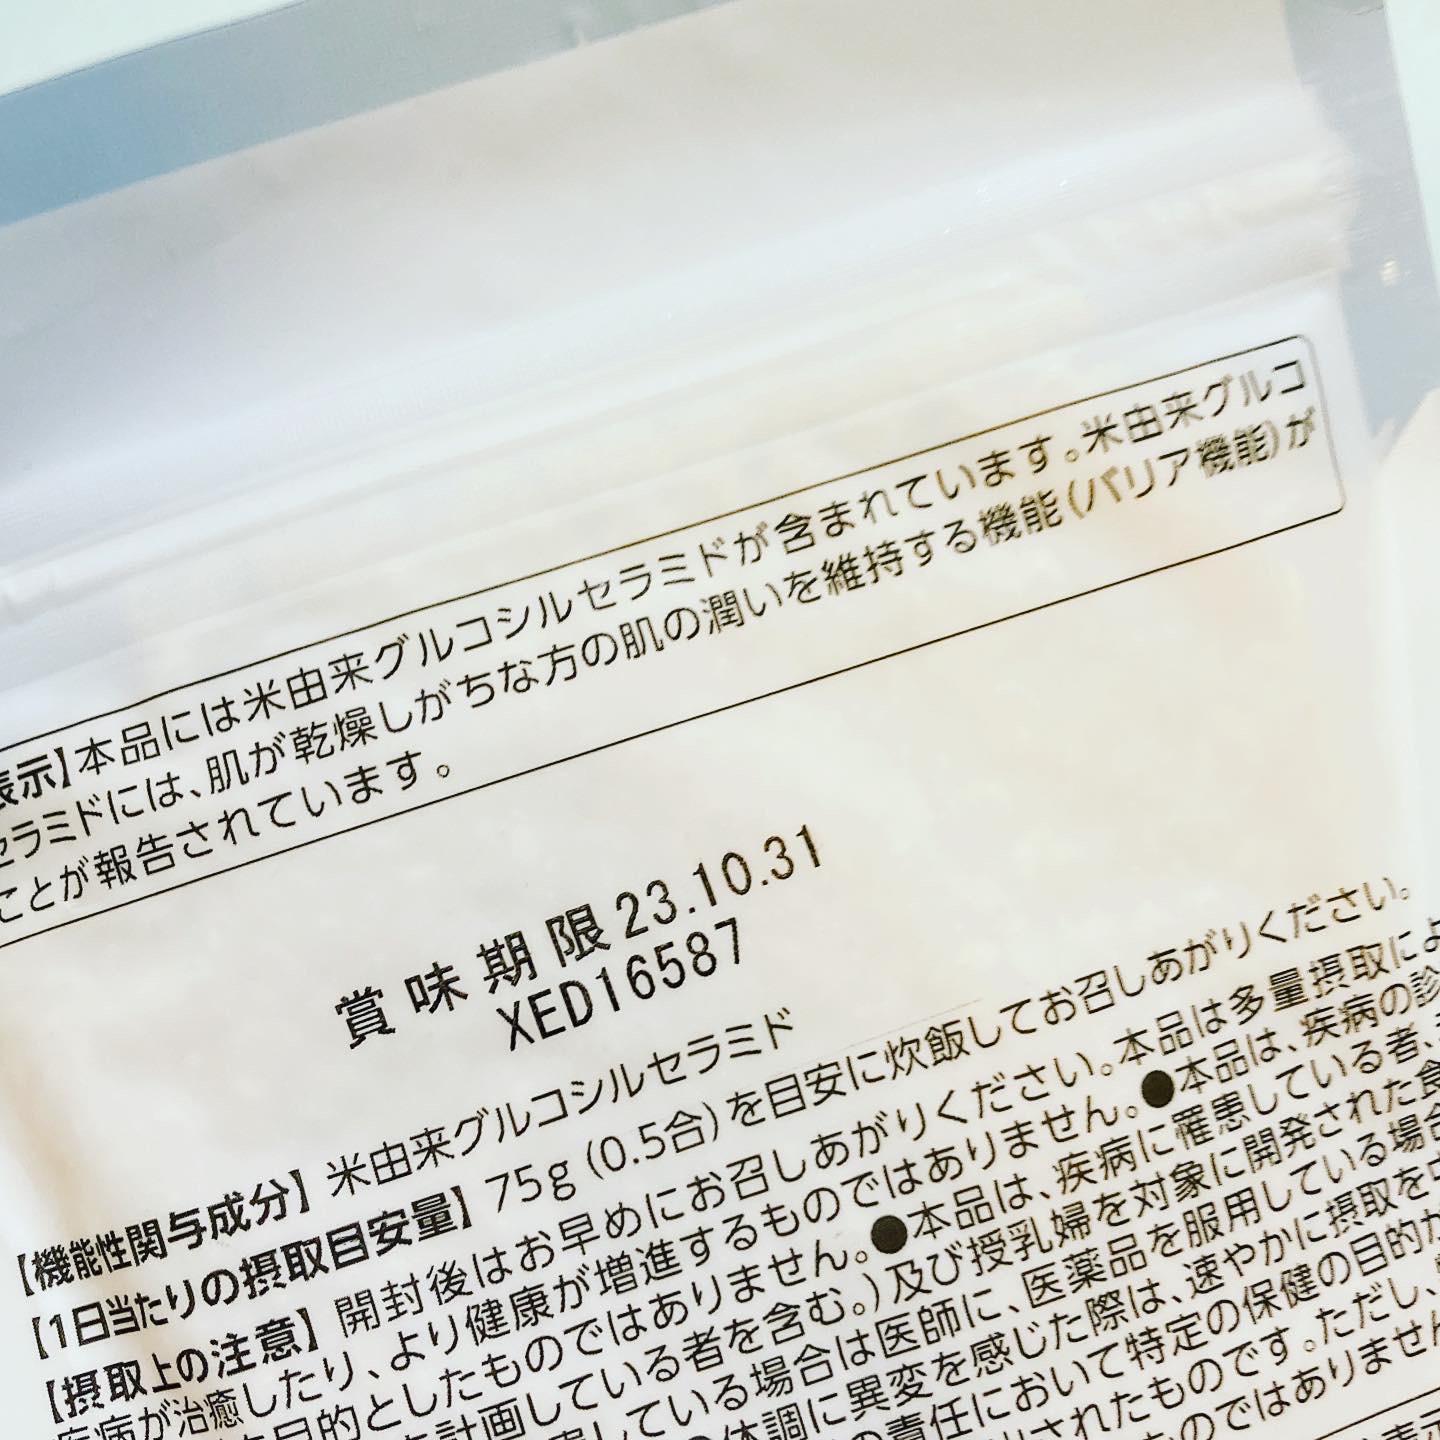 表示】本品には米由来グルコシルセラミドが含まれています。米由来グルコ
セラミドには、肌が乾燥しがちな方の肌の潤いを維持する機能(バリア機能)が
ことが報告されています。
賞味期限23.10.31
XED16587
【機能性関与成分】米由来グルコシルセラミド
【1日当たりの摂取目安量】75g(0.5合)を目安に炊飯してお召しあがりください。
【摂取上の注意】開封後はお早めにお召しあがりください。本品は多量摂取によ
疾病が治癒したり、より健康が増進するものではありません。●本品は、疾病の診
目的としたものではありません。●本品は、疾病に罹患している者、
計画している者を含む。)及び授乳婦を対象に開発された食
している場合は医師に、医薬品を服用している場合
体調に異変を感じた際は、速やかに摂取を中
の責任において特定の保健の目的が
されたものです。ただし、
ものではありません